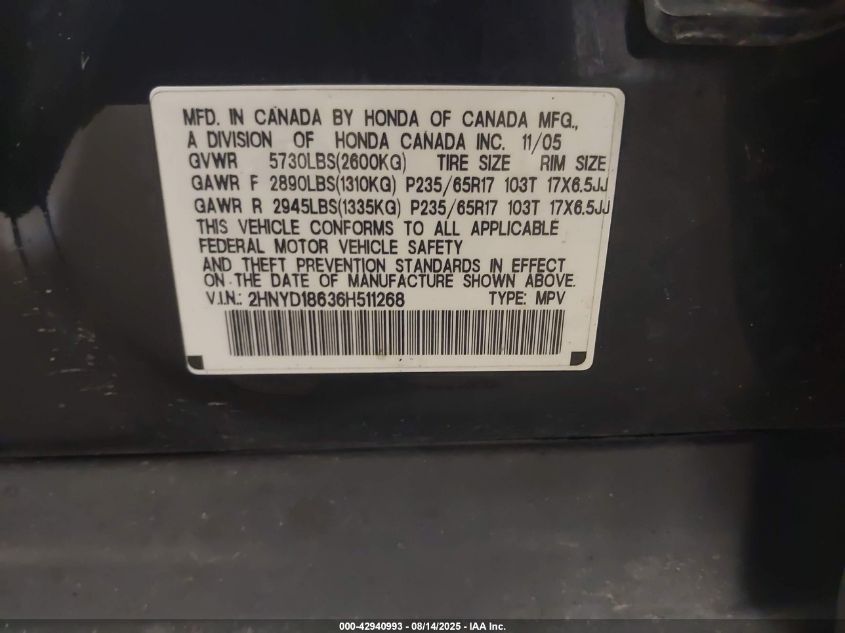 MFD. IN CANADA BY HONDA OF CANADA MFG.,
A DIVISION OF HONDA CANADA INC. 11/05
GVWR 5730LBS(2600KG) TIRE SIZE RIM SIZE
GAWR F 2890LBS(1310KG) P235/65R17 103T 17X6.5JJ
GAWR R 2945LBS(1335KG) P235/65R17 103T 17X6.5JJ
THIS VEHICLE CONFORMS TO ALL APPLICABLE
FEDERAL MOTOR VEHICLE SAFETY
AND THEFT PREVENTION STANDARDS IN EFFECT
ON THE DATE OF MANUFACTURE SHOWN ABOVE.
V.I.N.: 2HNYD18636H511268 TYPE: MPV
000-42940993 - 08/14/2025 - IAA Inc.